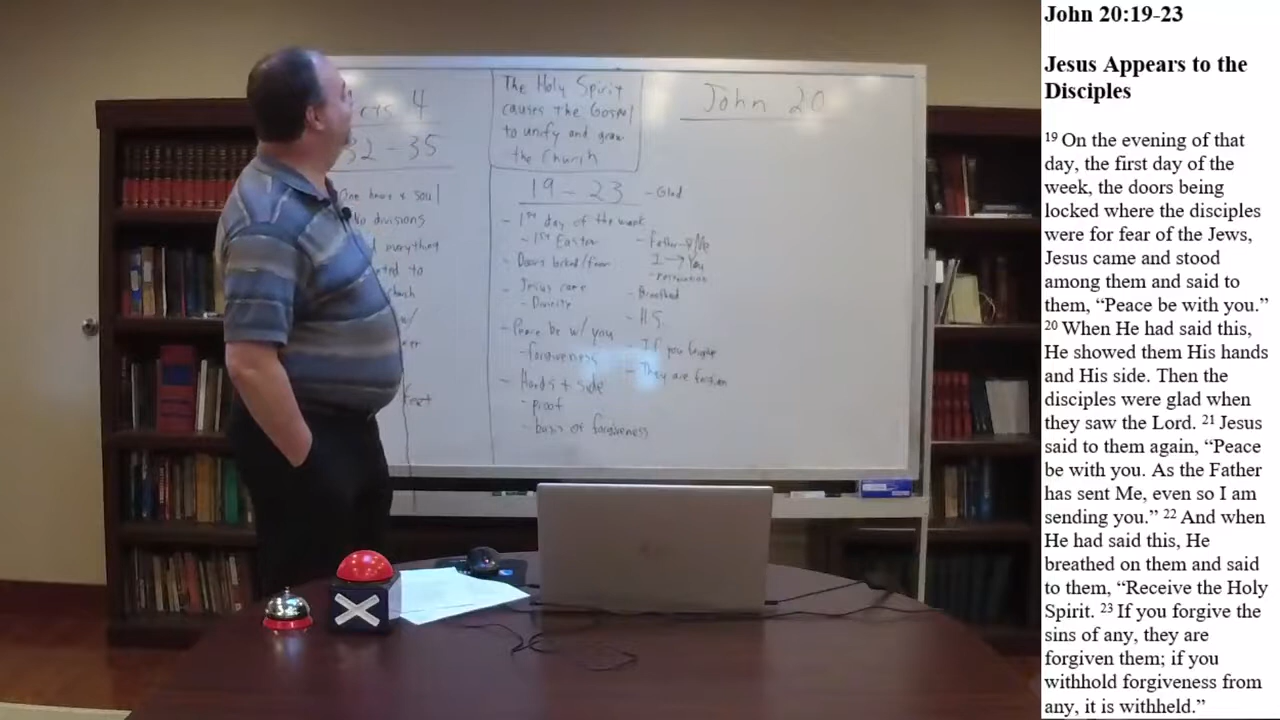 Acts 4
32 - 35
One heart & soul
No divisions
everything
to
church
w/
The Holy Spirit
causes the Gospel
to unify and grow
the Church
John 20
19 - 23
- 1st day of the week
- 1st Easter
- Doors locked/fear
- Jesus came
- Divinity
- Peace be w/ you
- forgiveness
- Hands + side
- proof
- basis of forgiveness
- Glad
- Father → Me
I → You
- Breathed
- H.S.
- If you forgive
- They are forgiven
John 20:19-23
Jesus Appears to the
Disciples
19 On the evening of that
day, the first day of the
week, the doors being
locked where the disciples
were for fear of the Jews,
Jesus came and stood
among them and said to
them, “Peace be with you.”
20 When He had said this,
He showed them His hands
and His side. Then the
disciples were glad when
they saw the Lord. 21 Jesus
said to them again, “Peace
be with you. As the Father
has sent Me, even so I am
sending you.” 22 And when
He had said this, He
breathed on them and said
to them, “Receive the Holy
Spirit. 23 If you forgive the
sins of any, they are
forgiven them; if you
withhold forgiveness from
any, it is withheld.”